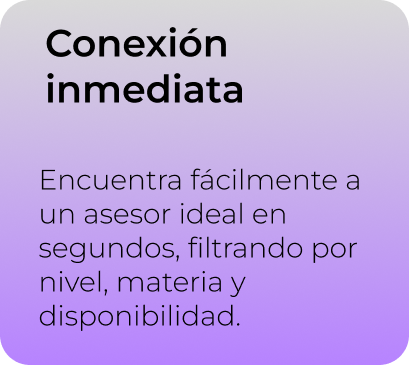 Conexión
inmediata
Encuentra fácilmente a
un asesor ideal en
segundos, filtrando por
nivel, materia y
disponibilidad.